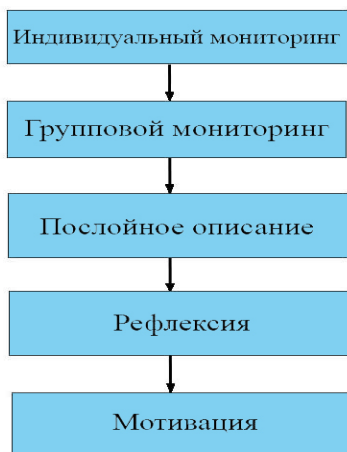 Индивидуальный мониторинг
Групповой мониторинг
Послойное описание
Рефлексия
Мотивация